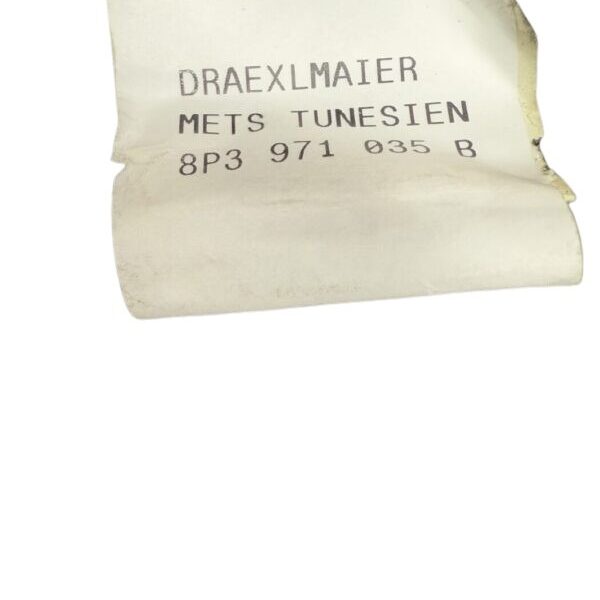 DRAEXLMAIER
METS TUNESIEN
8P3 971 035 B